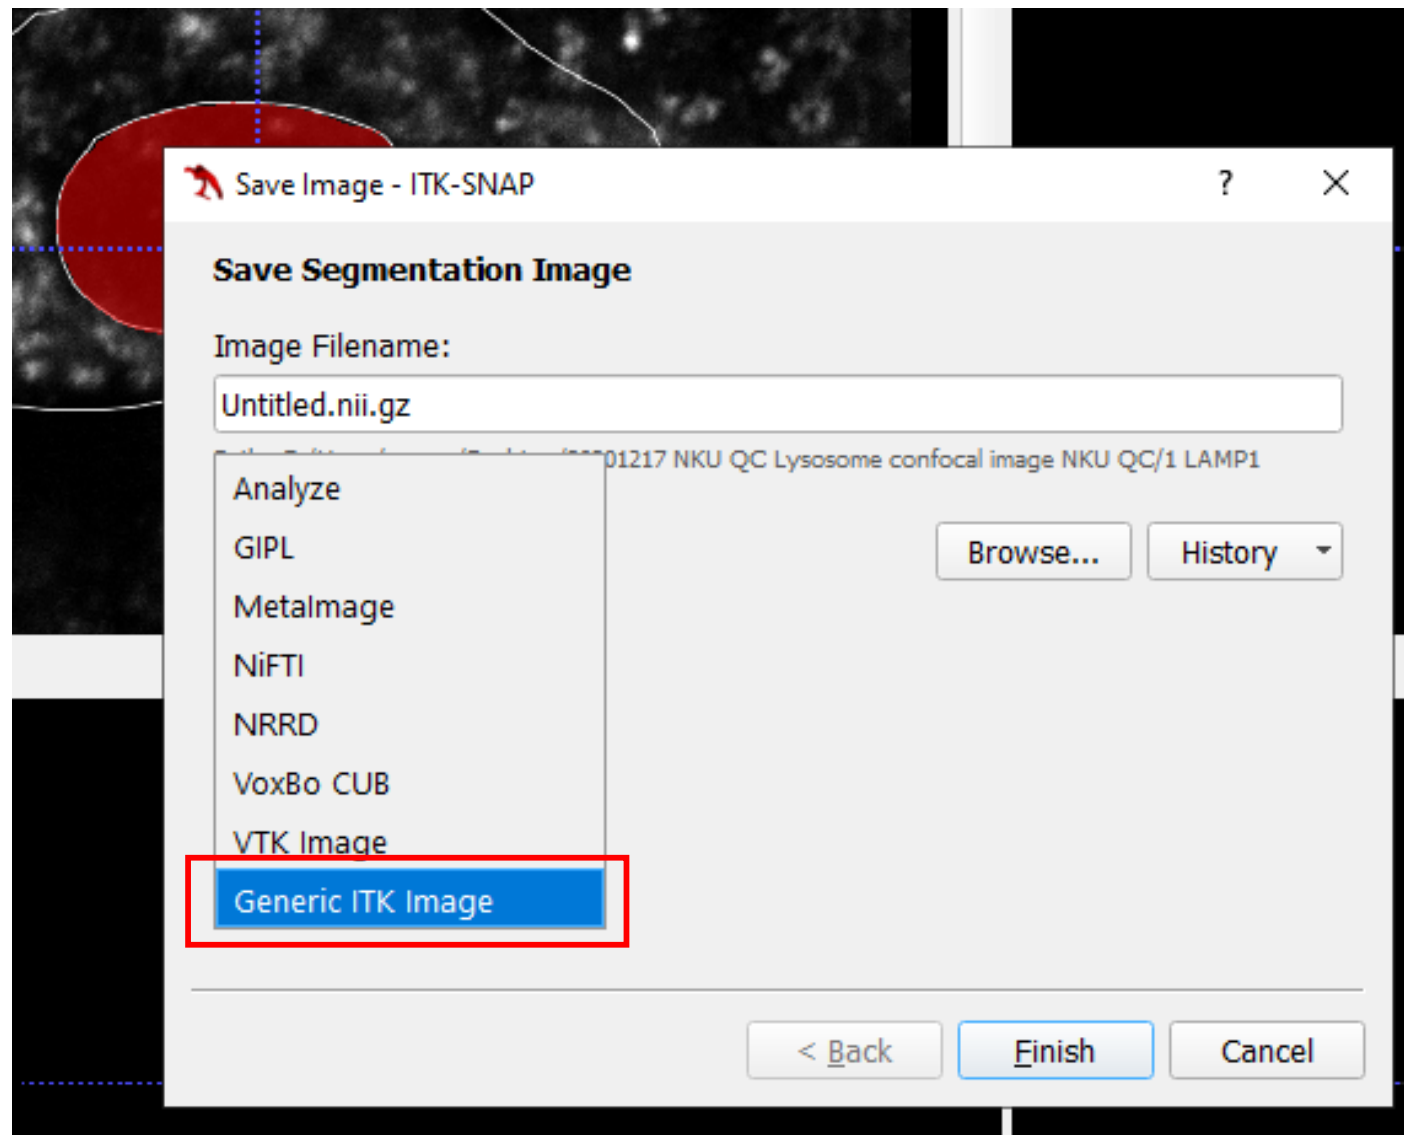 Save Image - ITK-SNAP
?
Save Segmentation Image
Image Filename:
Untitled.nii.gz
01217 NKU QC Lysosome confocal image NKU QC/1 LAMP1
Analyze
GIPL
Browse...
History
MetaImage
NiFTI
NRRD
VoxBo CUB
VTK Image
Generic ITK Image
< Back
Finish
Cancel